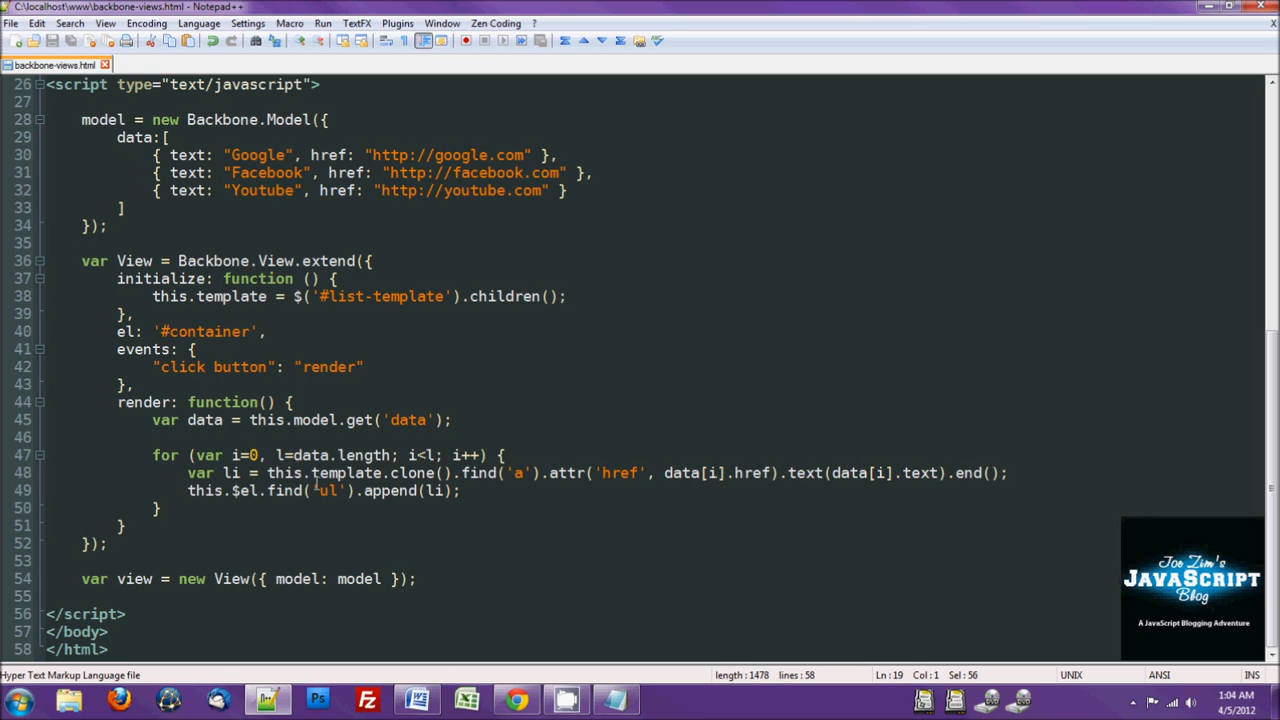 C:\localhost\www\backbone-views.html - Notepad++
File Edit Search View Encoding Language Settings Macro Run TextFX Plugins Window Zen Coding ? X
backbone-views.html
26 <script type="text/javascript">
27
28 model = new Backbone.Model({
29 data:[
30 { text: "Google", href: "http://google.com" },
31 { text: "Facebook", href: "http://facebook.com" },
32 { text: "Youtube", href: "http://youtube.com" }
33 ]
34 });
35
36 var View = Backbone.View.extend({
37 initialize: function () {
38 this.template = $('#list-template').children();
39 },
40 el: '#container',
41 events: {
42 "click button": "render"
43 },
44 render: function() {
45 var data = this.model.get('data');
46
47 for (var i=0, l=data.length; i<l; i++) {
48 var li = this.template.clone().find('a').attr('href', data[i].href).text(data[i].text).end();
49 this.$el.find('ul').append(li);
50 }
51 }
52 });
53
54 var view = new View({ model: model });
55
56 </script>
57 </body>
58 </html>
Joe Zim's
JAVASCRIPT
Blog
A JavaScript Blogging Adventure
Hyper Text Markup Language file length : 1478 lines : 58 Ln : 19 Col : 1 Sel : 56 UNIX ANSI INS
1:04 AM
4/5/2012